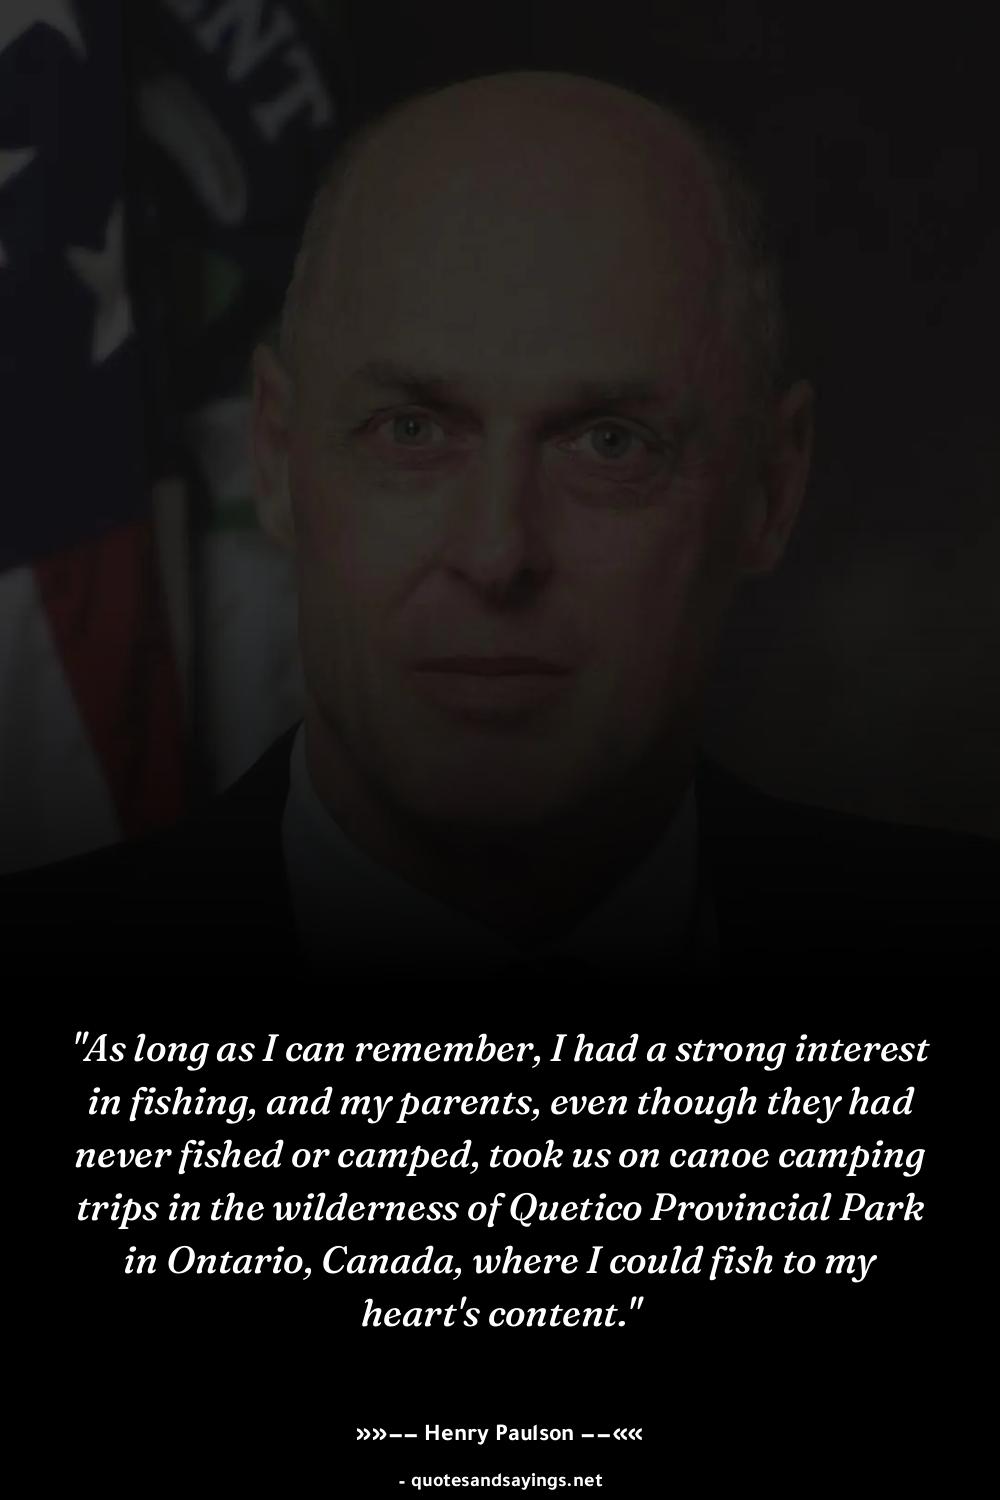 NT
"As long as I can remember, I had a strong interest
in fishing, and my parents, even though they had
never fished or camped, took us on canoe camping
trips in the wilderness of Quetico Provincial Park
in Ontario, Canada, where I could fish to my
heart's content."
»»–– Henry Paulson ––««
- quotesandsayings.net